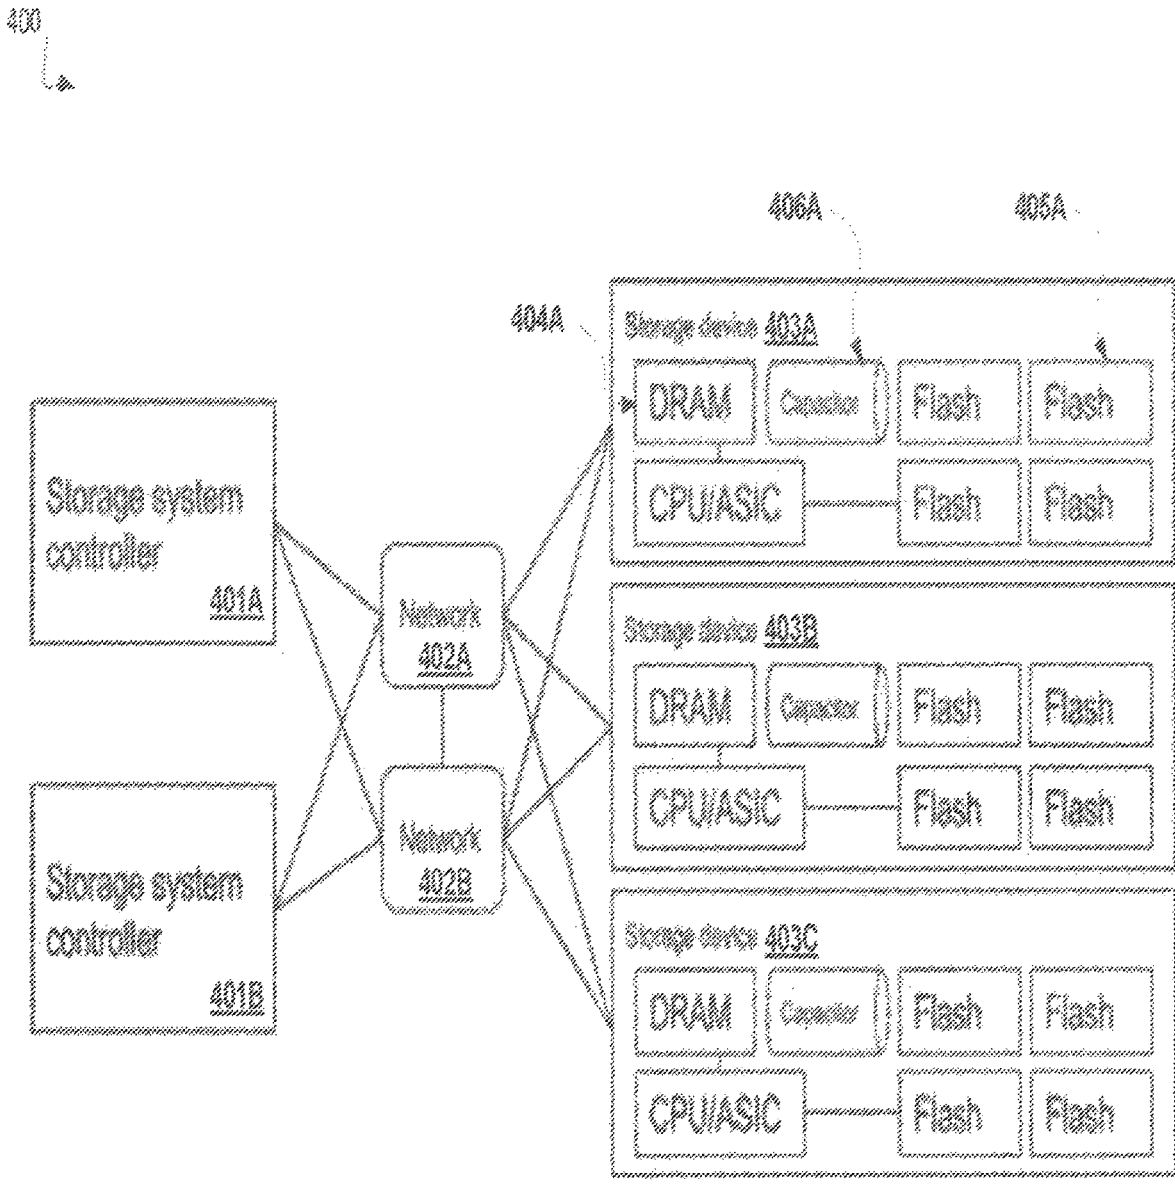 400
406A
405A
404A
Storage device 403A
DRAM
Capacitor
Flash
Flash
CPU/ASIC
Flash
Flash
Storage system
controller
401A
Network
402A
Storage device 403B
DRAM
Capacitor
Flash
Flash
CPU/ASIC
Flash
Flash
Network
402B
Storage system
controller
401B
Storage device 403C
DRAM
Capacitor
Flash
Flash
CPU/ASIC
Flash
Flash